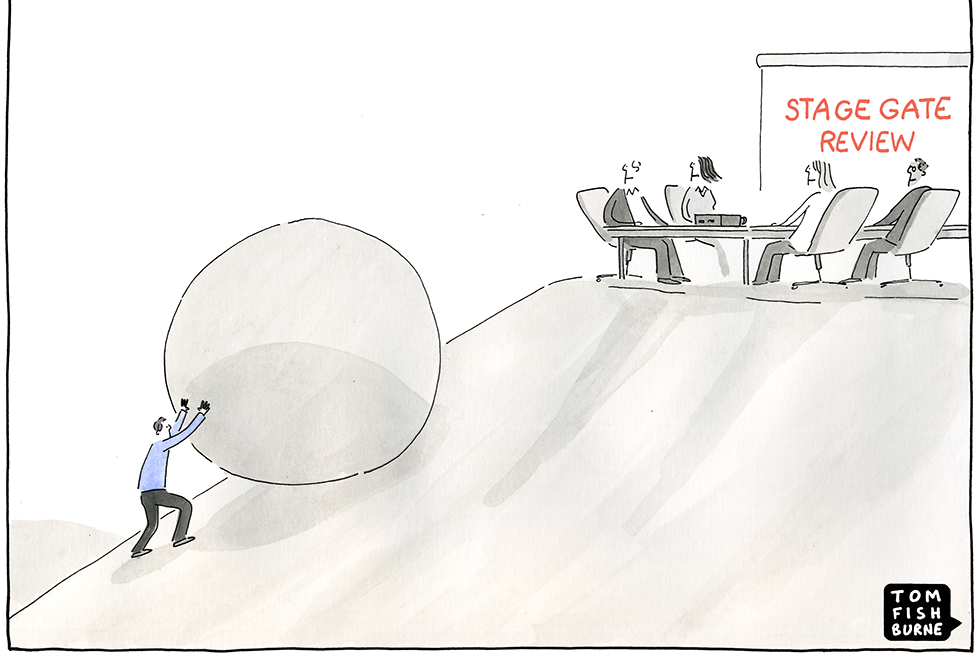 STAGE GATE
REVIEW
TOM
FISH
BURNE